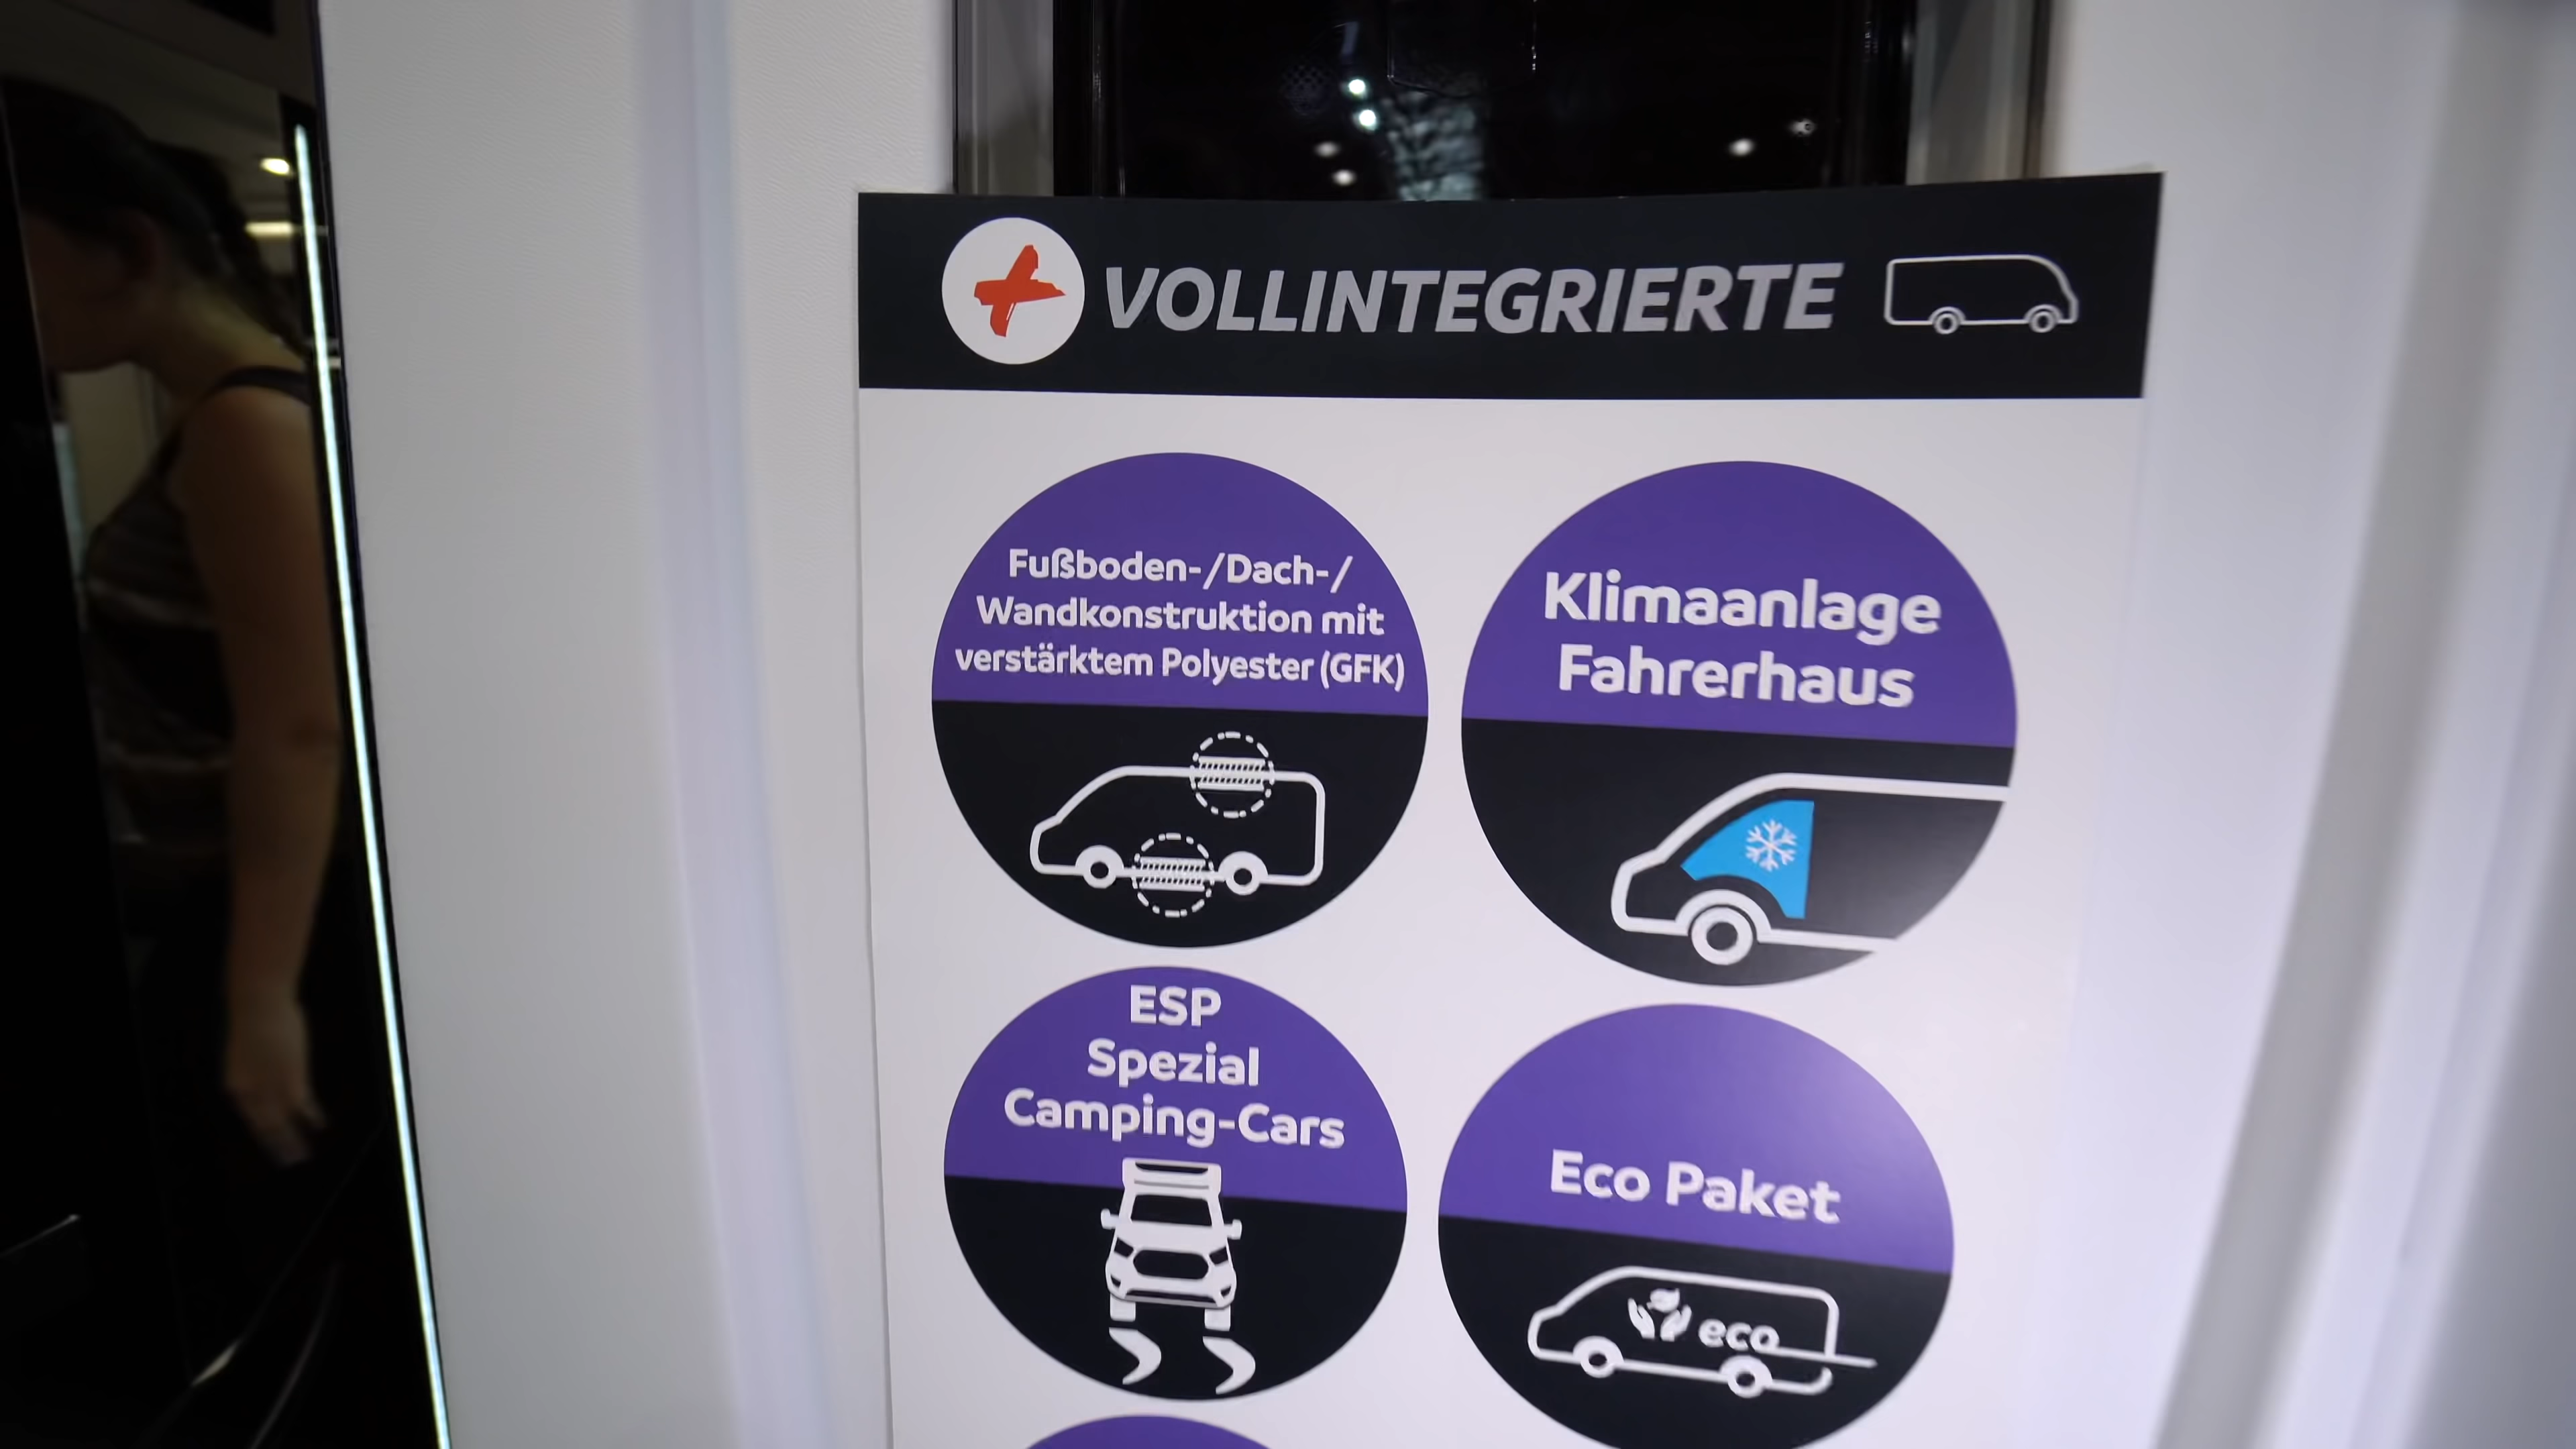 VOLLINTEGRIERTE
Fußboden-/Dach-/
Wandkonstruktion mit
verstärktem Polyester (GFK)
Klimaanlage
Fahrerhaus
ESP
Spezial
Camping-Cars
Eco Paket
eco